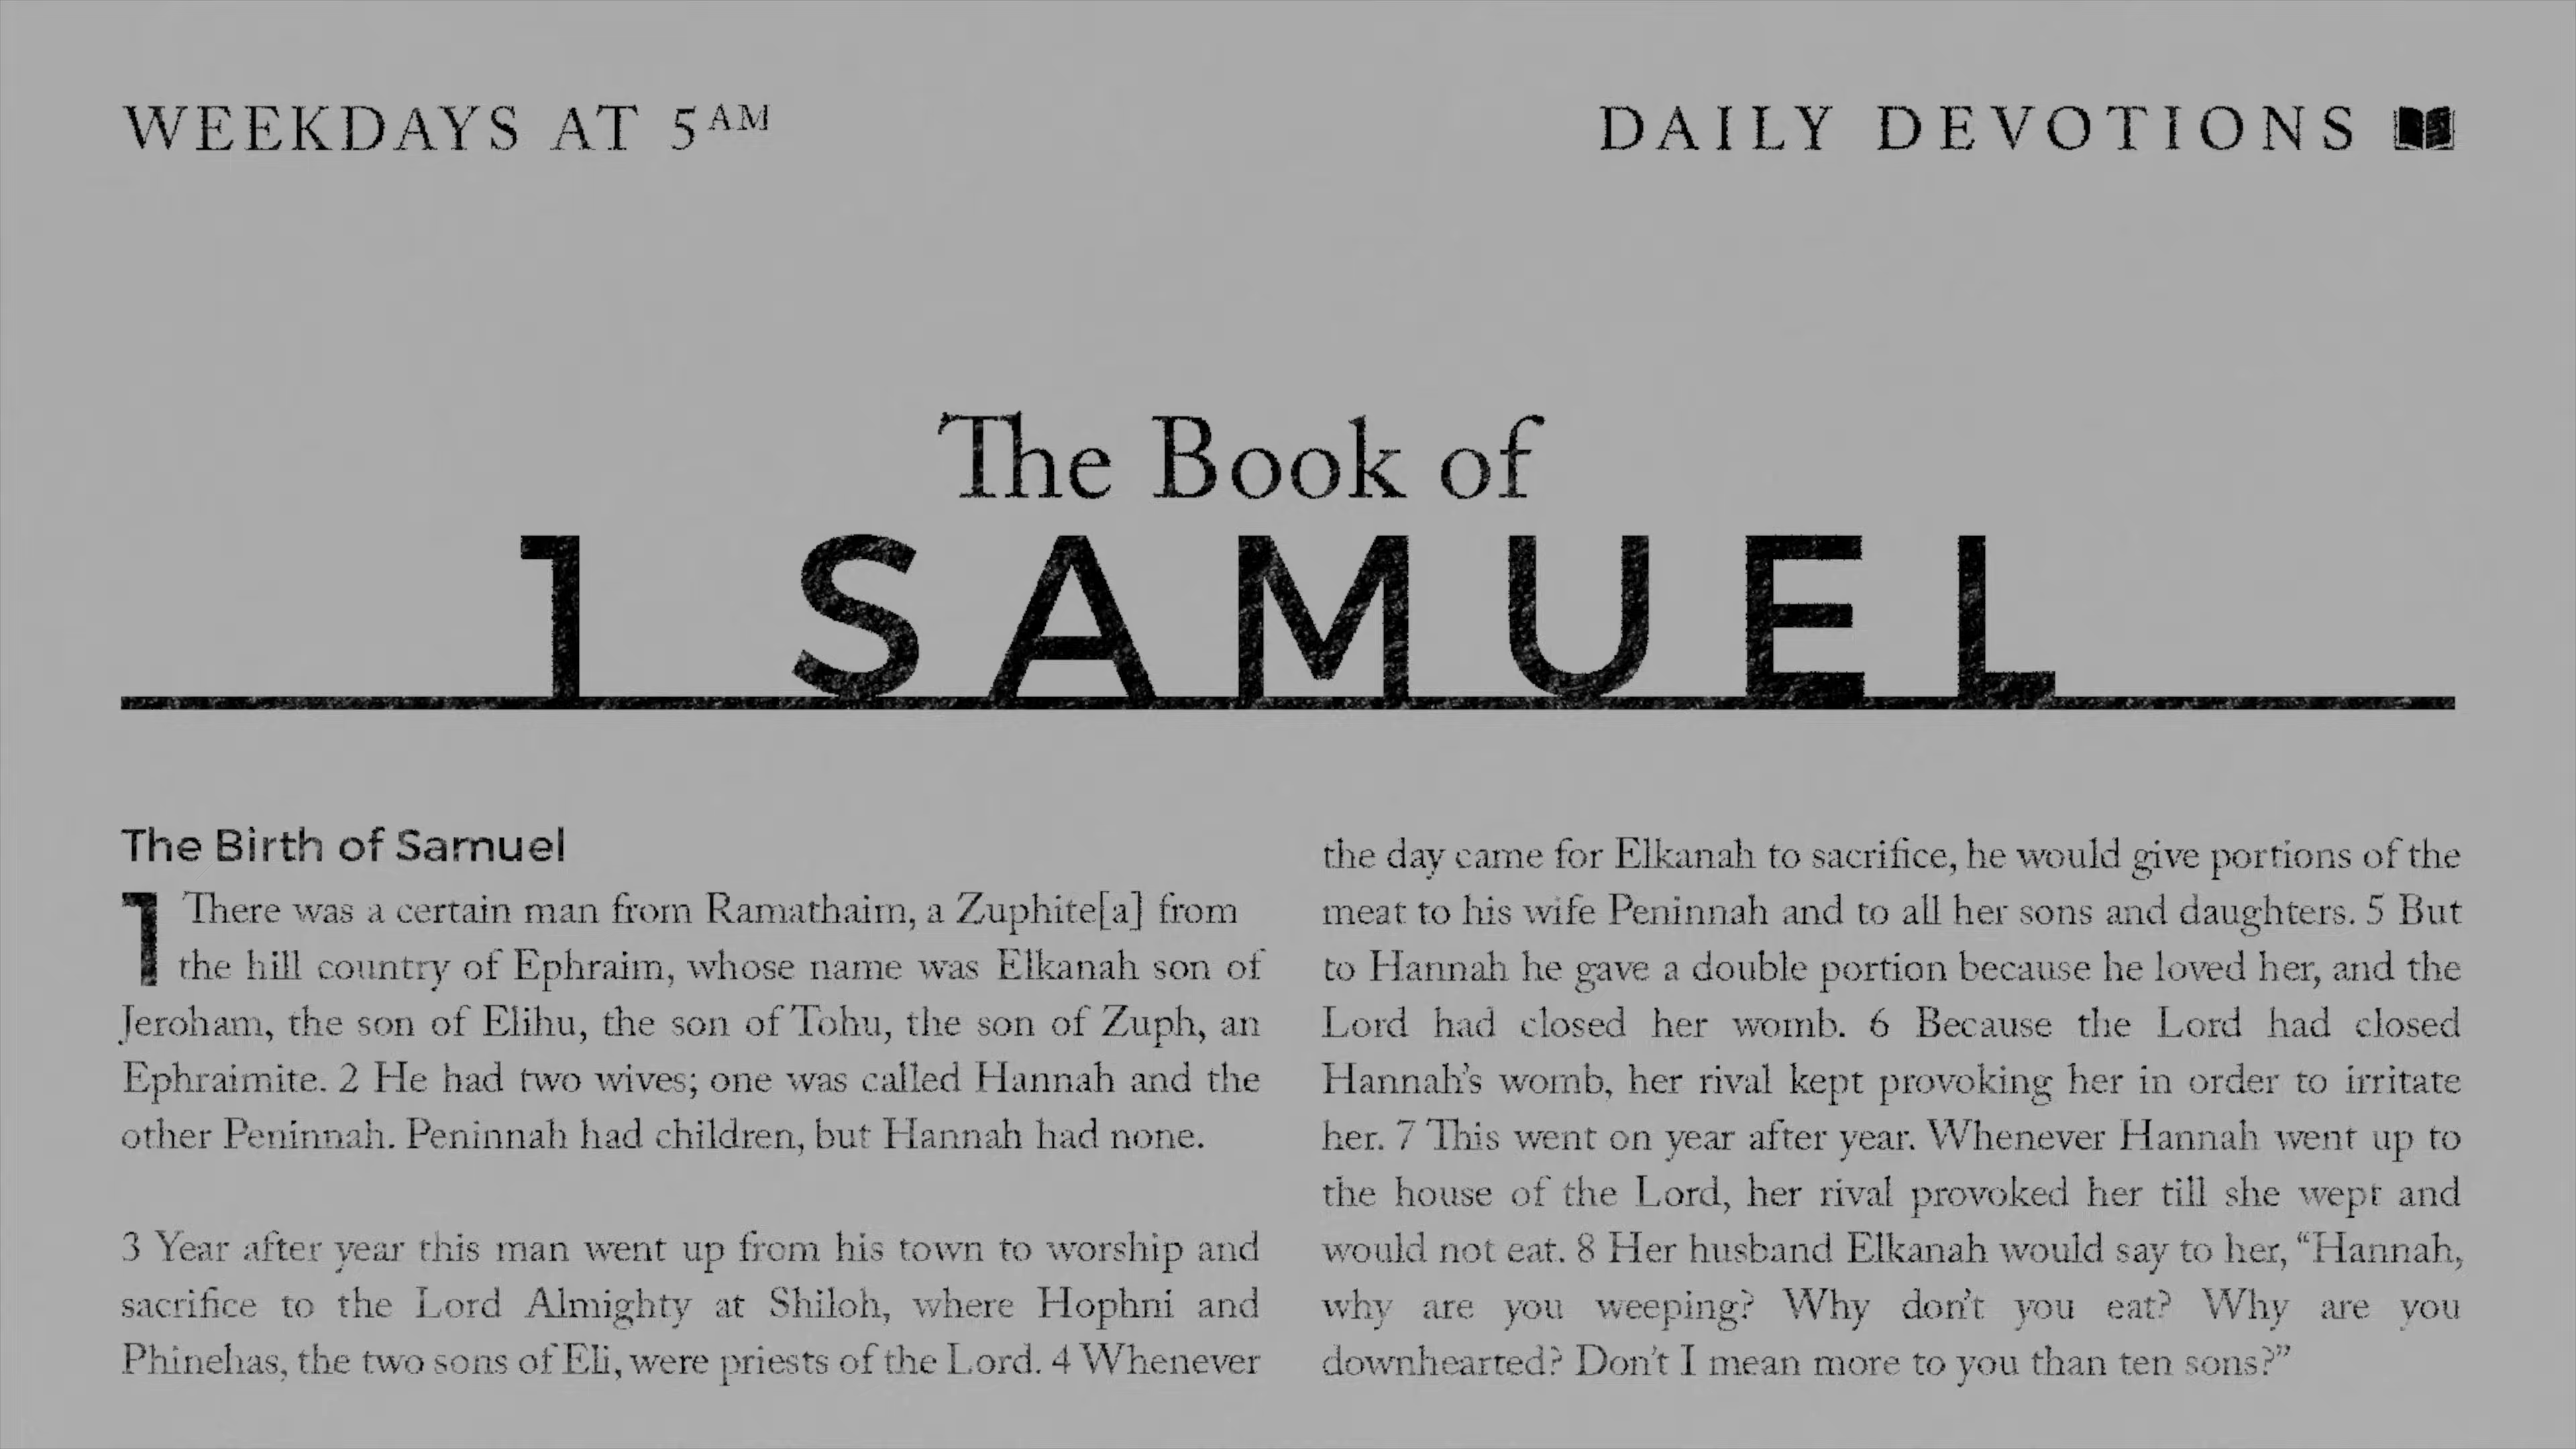 WEEKDAYS AT 5AM
DAILY DEVOTIONS
The Book of
1 SAMUEL
The Birth of Samuel
1 There was a certain man from Ramathaim, a Zuphite[a] from
the hill country of Ephraim, whose name was Elkanah son of
Jeroham, the son of Elihu, the son of Tohu, the son of Zuph, an
Ephraimite. 2 He had two wives; one was called Hannah and the
other Peninnah. Peninnah had children, but Hannah had none.
3 Year after year this man went up from his town to worship and
sacrifice to the Lord Almighty at Shiloh, where Hophni and
Phinehas, the two sons of Eli, were priests of the Lord. 4 Whenever
the day came for Elkanah to sacrifice, he would give portions of the
meat to his wife Peninnah and to all her sons and daughters. 5 But
to Hannah he gave a double portion because he loved her, and the
Lord had closed her womb. 6 Because the Lord had closed
Hannah’s womb, her rival kept provoking her in order to irritate
her. 7 This went on year after year. Whenever Hannah went up to
the house of the Lord, her rival provoked her till she wept and
would not eat. 8 Her husband Elkanah would say to her, “Hannah,
why are you weeping? Why don’t you eat? Why are you
downhearted? Don’t I mean more to you than ten sons?”